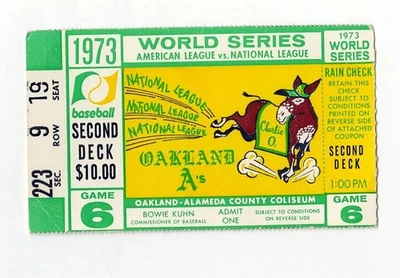 19 SEAT
9 ROW
223 SEC.
1973
baseball
SECOND
DECK
$10.00
GAME
6
WORLD SERIES
AMERICAN LEAGUE vs. NATIONAL LEAGUE
NATIONAL LEAGUE
NATIONAL LEAGUE
NATIONAL LEAGUE
Charlie
O.
OAKLAND
A's
OAKLAND-ALAMEDA COUNTY COLISEUM
BOWIE KUHN
COMMISSIONER OF BASEBALL
ADMIT
ONE
SUBJECT TO CONDITIONS
ON REVERSE SIDE
1973
WORLD
SERIES
RAIN CHECK
RETAIN THIS
CHECK
SUBJECT TO
CONDITIONS
PRINTED ON
REVERSE SIDE
OF ATTACHED
COUPON
SECOND
DECK
1:00 PM
GAME
6